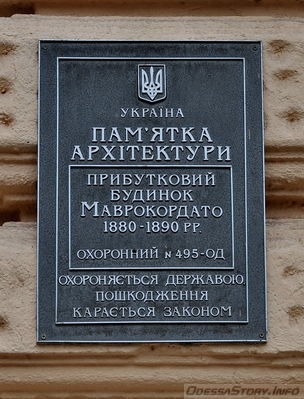 УКРАЇНА
ПАМ'ЯТКА
АРХІТЕКТУРИ
ПРИБУТКОВИЙ
БУДИНОК
МАВРОКОРДАТО
1880-1890 РР.
ОХОРОННИЙ N 495-ОД
ОХОРОНЯЄТЬСЯ ДЕРЖАВОЮ,
ПОШКОДЖЕННЯ
КАРАЄТЬСЯ ЗАКОНОМ
OdessaStory.Info